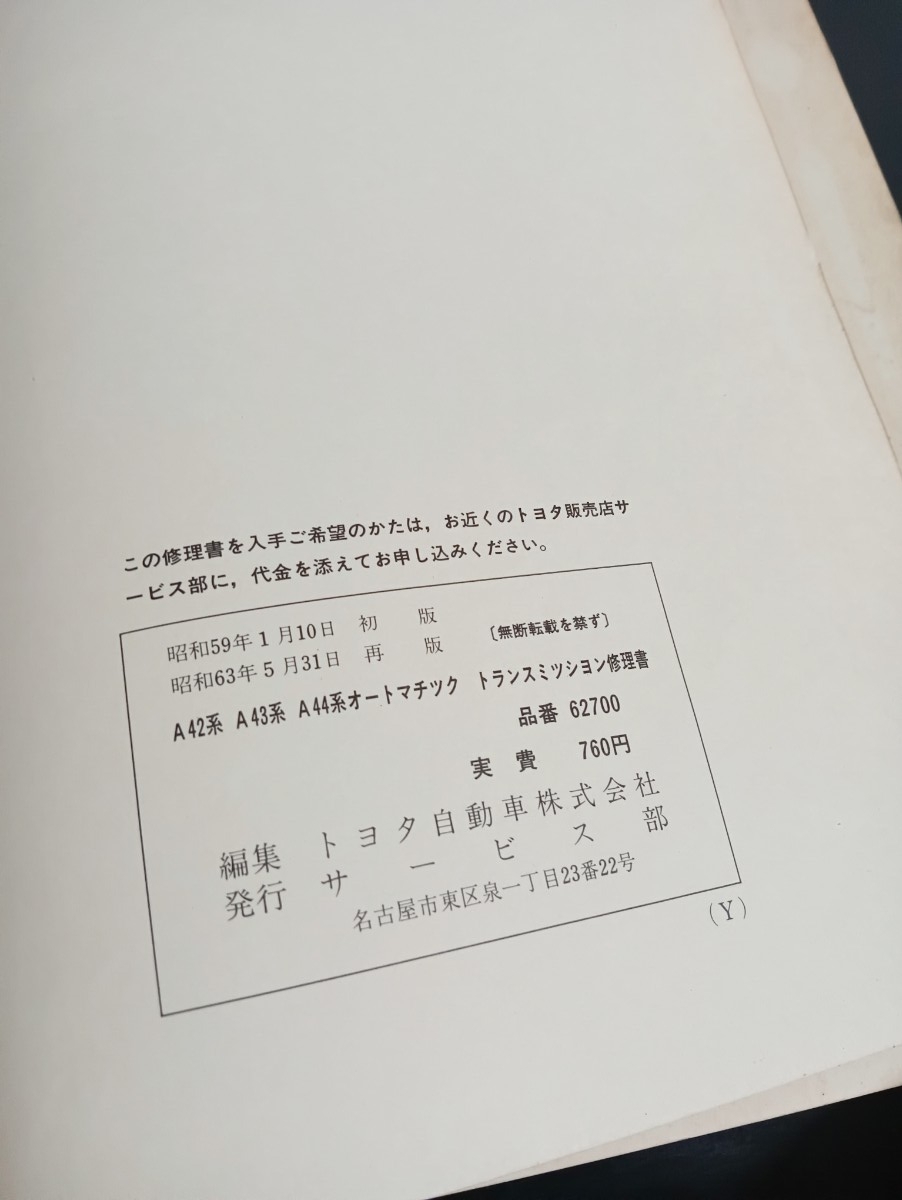 この修理書を入手ご希望のかたは，お近くのトヨタ販売店サ
ービス部に，代金を添えてお申し込みください。
昭和59年1月10日 初 版
昭和63年5月31日 再 版 〔無断転載を禁ず〕
A42系 A43系 A44系オートマチツク トランスミツシヨン修理書
品番 62700
実 費 760円
編集 トヨタ自動車株式会社
発行 サービス部
名古屋市東区泉一丁目23番22号
(Y)